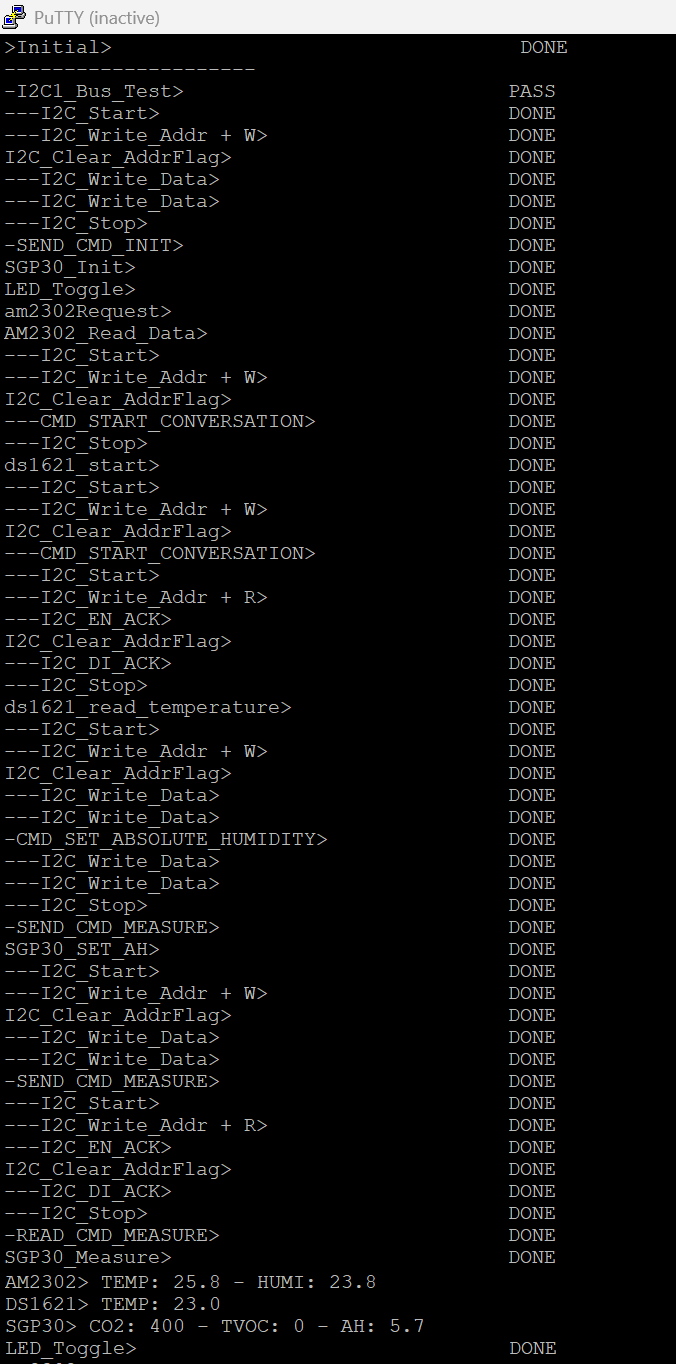 PuTTY (inactive)
>Initial> DONE
---------------------
-I2C1_Bus_Test> PASS
---I2C_Start> DONE
---I2C_Write_Addr + W> DONE
I2C_Clear_AddrFlag> DONE
---I2C_Write_Data> DONE
---I2C_Write_Data> DONE
---I2C_Stop> DONE
-SEND_CMD_INIT> DONE
SGP30_Init> DONE
LED_Toggle> DONE
am2302Request> DONE
AM2302_Read_Data> DONE
---I2C_Start> DONE
---I2C_Write_Addr + W> DONE
I2C_Clear_AddrFlag> DONE
---CMD_START_CONVERSATION> DONE
---I2C_Stop> DONE
ds1621_start> DONE
---I2C_Start> DONE
---I2C_Write_Addr + W> DONE
I2C_Clear_AddrFlag> DONE
---CMD_START_CONVERSATION> DONE
---I2C_Start> DONE
---I2C_Write_Addr + R> DONE
---I2C_EN_ACK> DONE
I2C_Clear_AddrFlag> DONE
---I2C_DI_ACK> DONE
---I2C_Stop> DONE
ds1621_read_temperature> DONE
---I2C_Start> DONE
---I2C_Write_Addr + W> DONE
I2C_Clear_AddrFlag> DONE
---I2C_Write_Data> DONE
---I2C_Write_Data> DONE
-CMD_SET_ABSOLUTE_HUMIDITY> DONE
---I2C_Write_Data> DONE
---I2C_Write_Data> DONE
---I2C_Stop> DONE
-SEND_CMD_MEASURE> DONE
SGP30_SET_AH> DONE
---I2C_Start> DONE
---I2C_Write_Addr + W> DONE
I2C_Clear_AddrFlag> DONE
---I2C_Write_Data> DONE
---I2C_Write_Data> DONE
-SEND_CMD_MEASURE> DONE
---I2C_Start> DONE
---I2C_Write_Addr + R> DONE
---I2C_EN_ACK> DONE
I2C_Clear_AddrFlag> DONE
---I2C_DI_ACK> DONE
---I2C_Stop> DONE
-READ_CMD_MEASURE> DONE
SGP30_Measure> DONE
AM2302> TEMP: 25.8 - HUMI: 23.8
DS1621> TEMP: 23.0
SGP30> CO2: 400 - TVOC: 0 - AH: 5.7
LED_Toggle> DONE